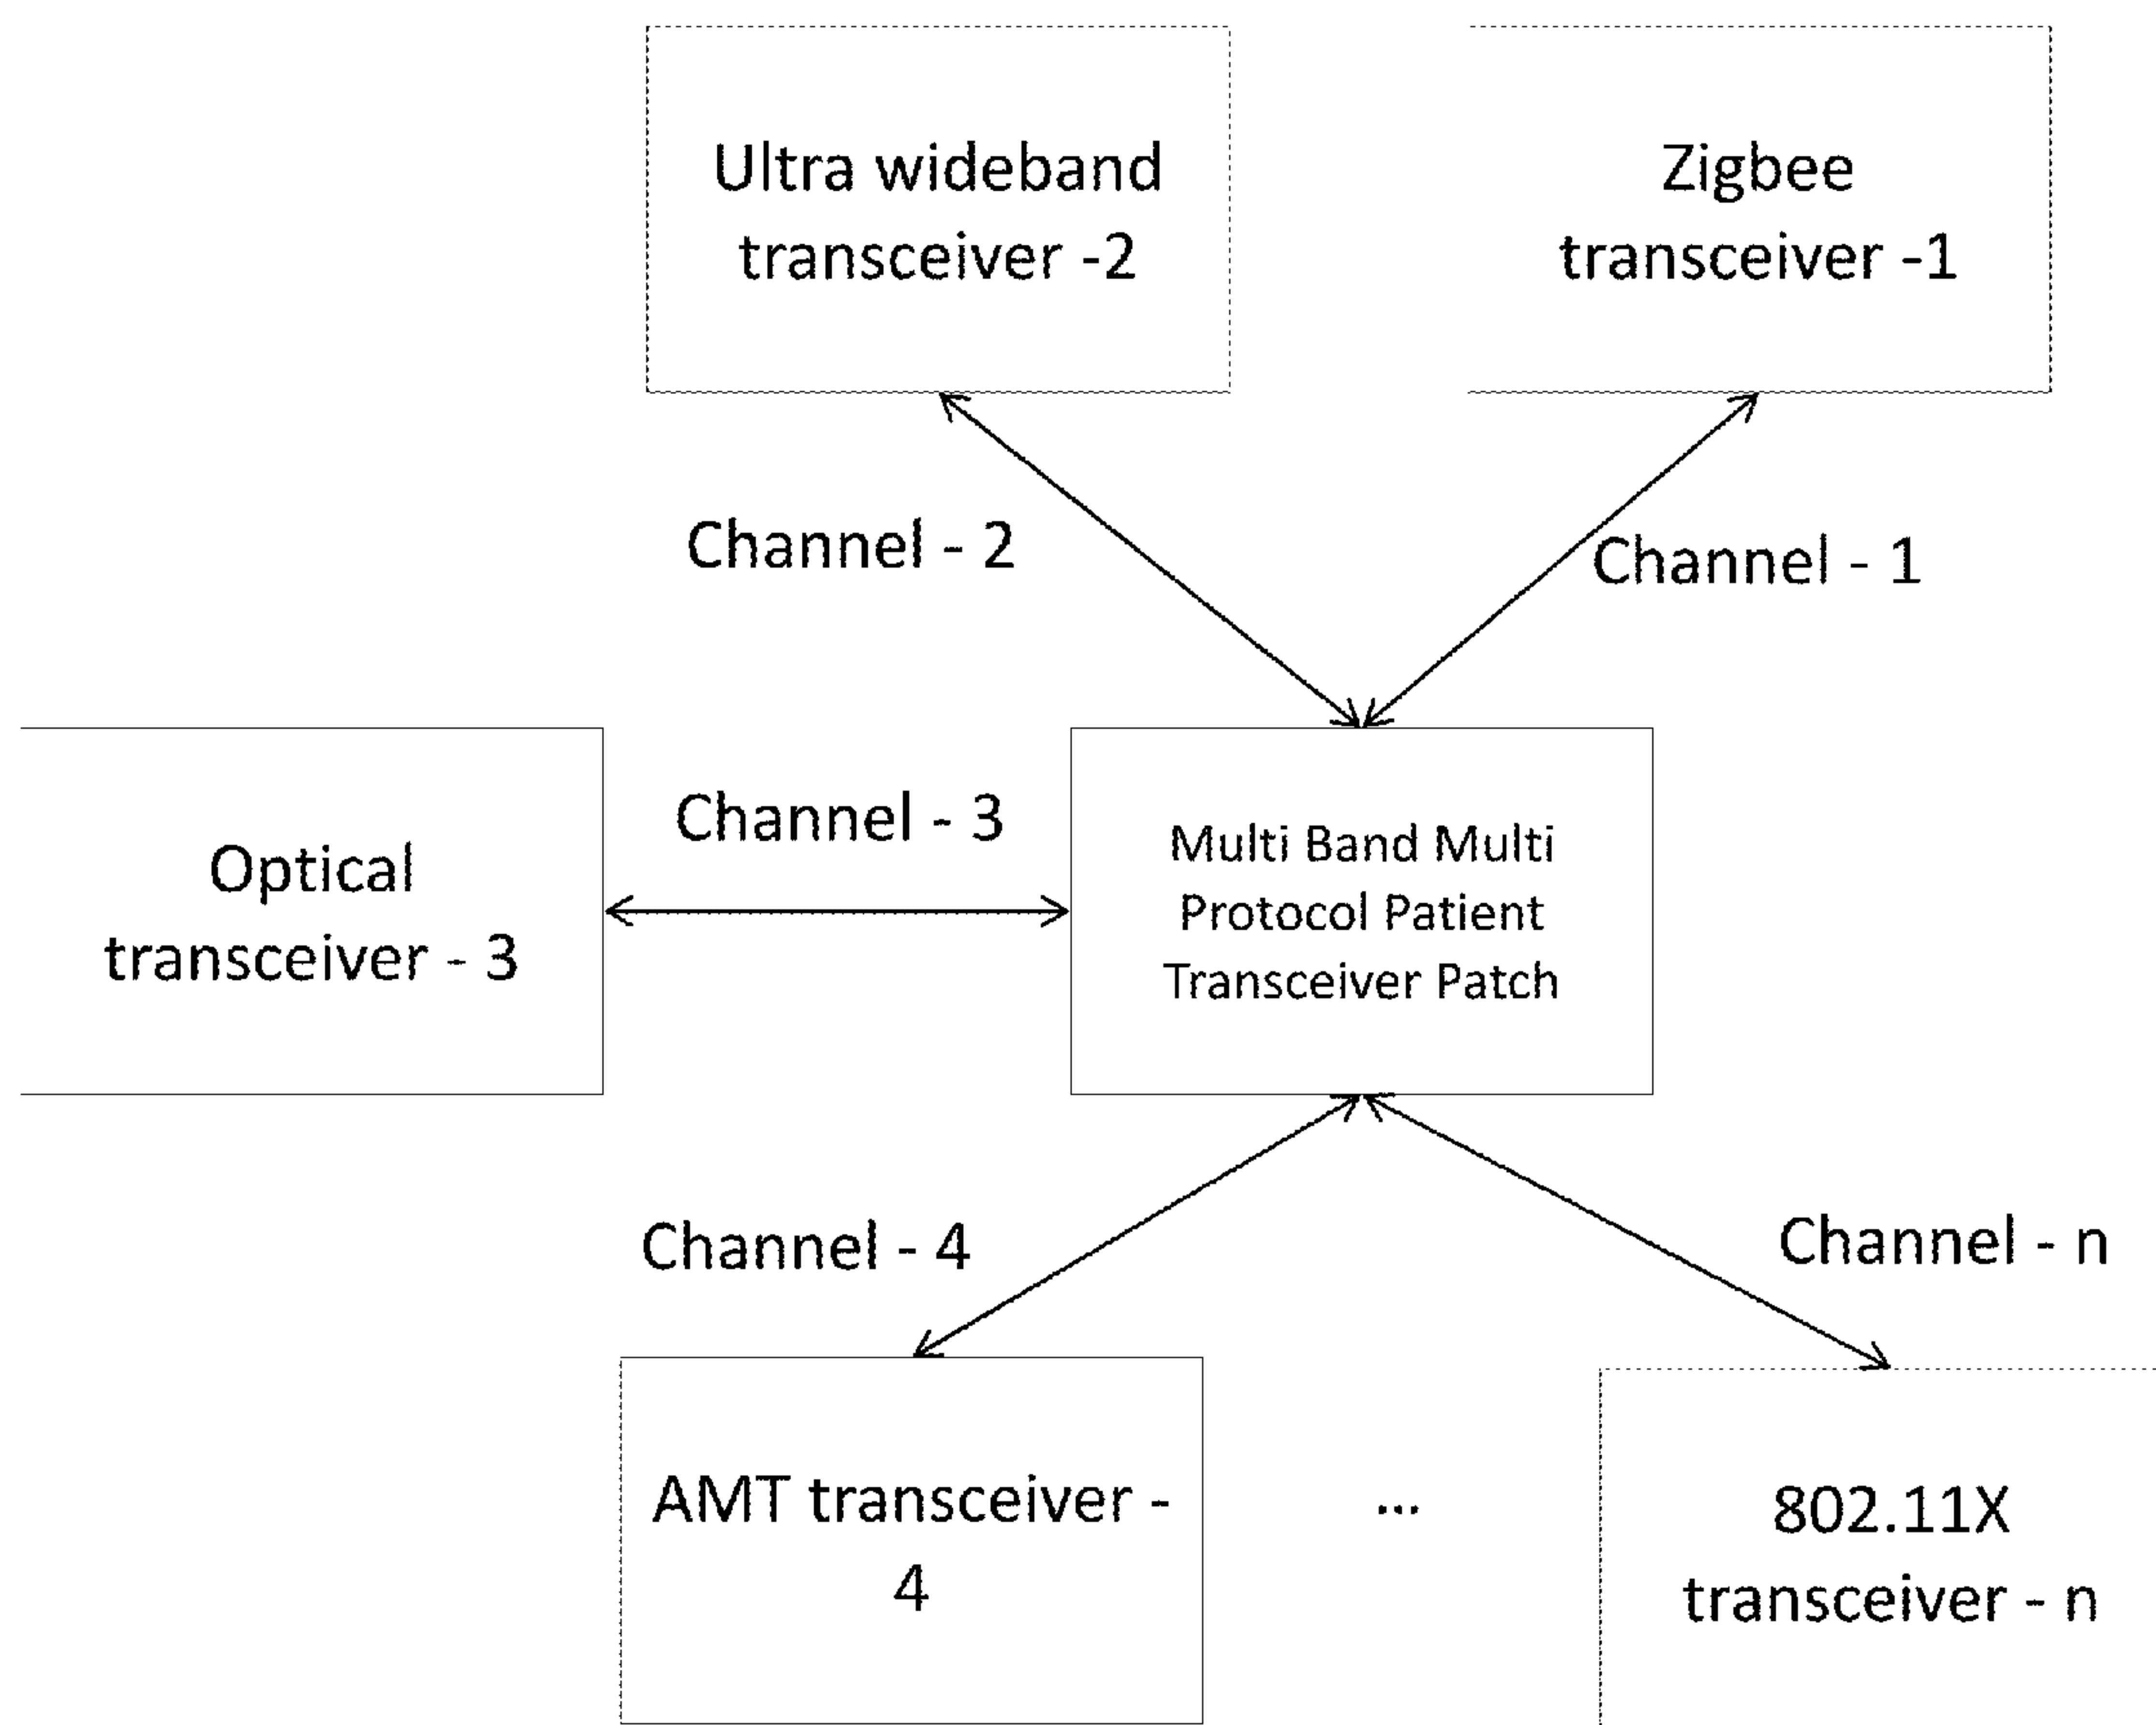 Ultra wideband
transceiver -2
Zigbee
transceiver -1
Channel - 2
Channel - 1
Optical
transceiver - 3
Channel - 3
Multi Band Multi
Protocol Patient
Transceiver Patch
Channel - 4
Channel - n
AMT transceiver -
4
...
802.11X
transceiver - n